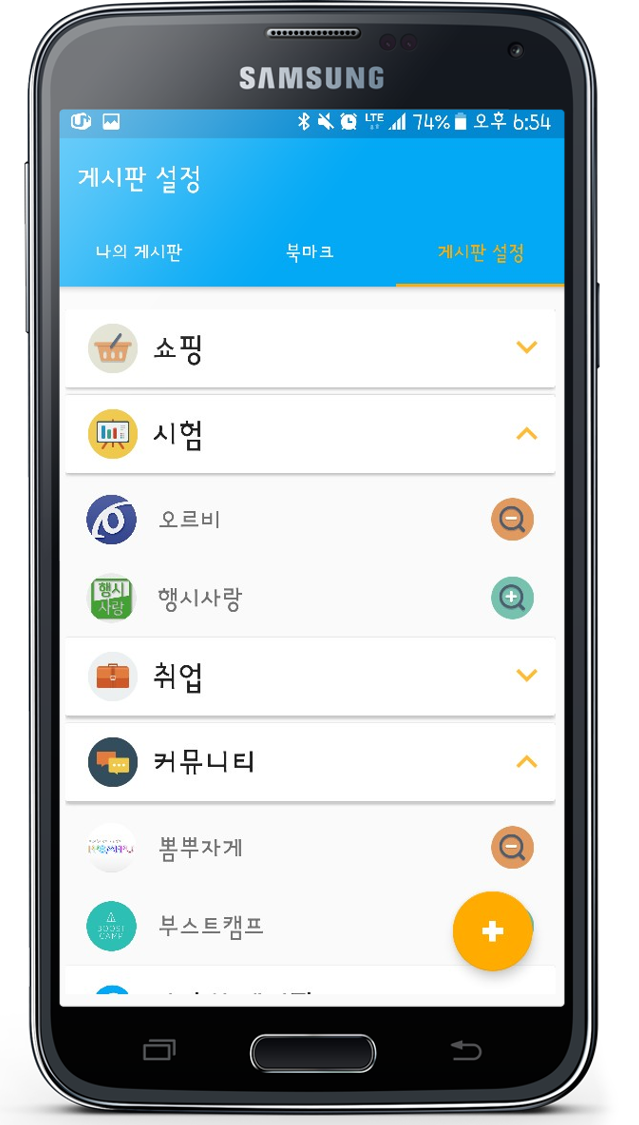 SAMSUNG
LTE 74% 오후 6:54
게시판 설정
나의 게시판 북마크 게시판 설정
쇼핑
시험
오르비
행시
사랑
행시사랑
취업
커뮤니티
뽐뿌자게
BOOST
CAMP
부스트캠프